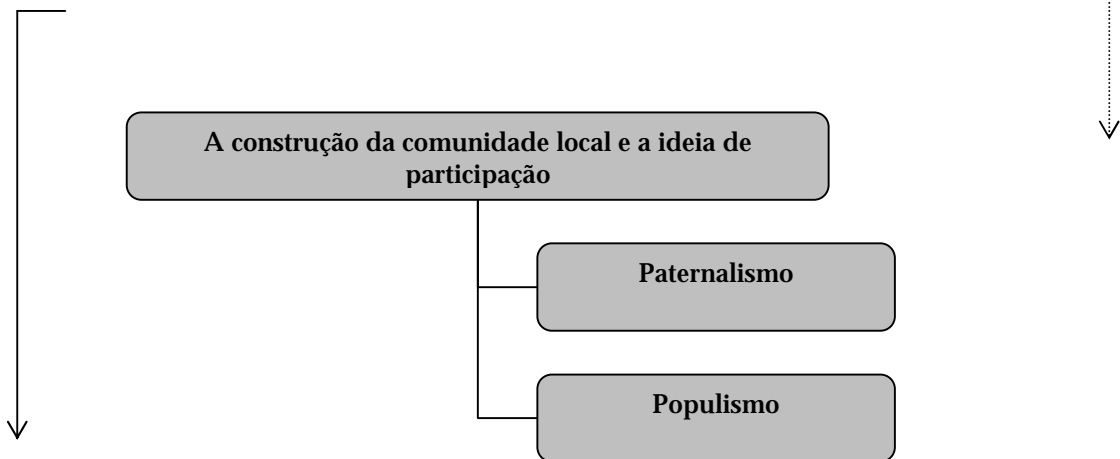 A construção da comunidade local e a ideia de
participação
Paternalismo
Populismo